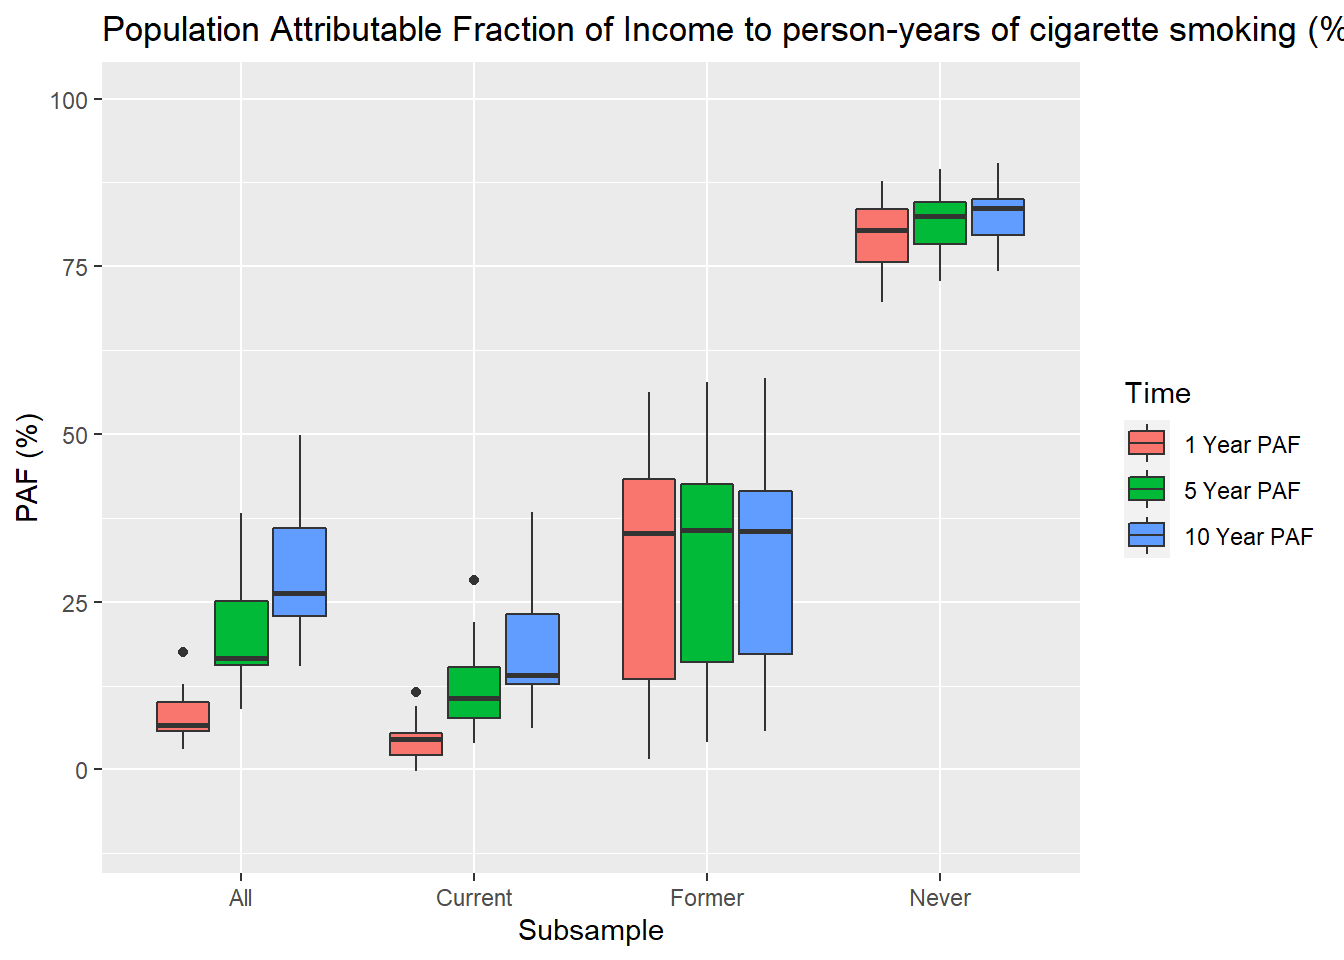 Population Attributable Fraction of Income to person-years of cigarette smoking (%
100
75
50
25
0
PAF (%)
All
Current
Former
Never
Subsample
Time
1 Year PAF
5 Year PAF
10 Year PAF